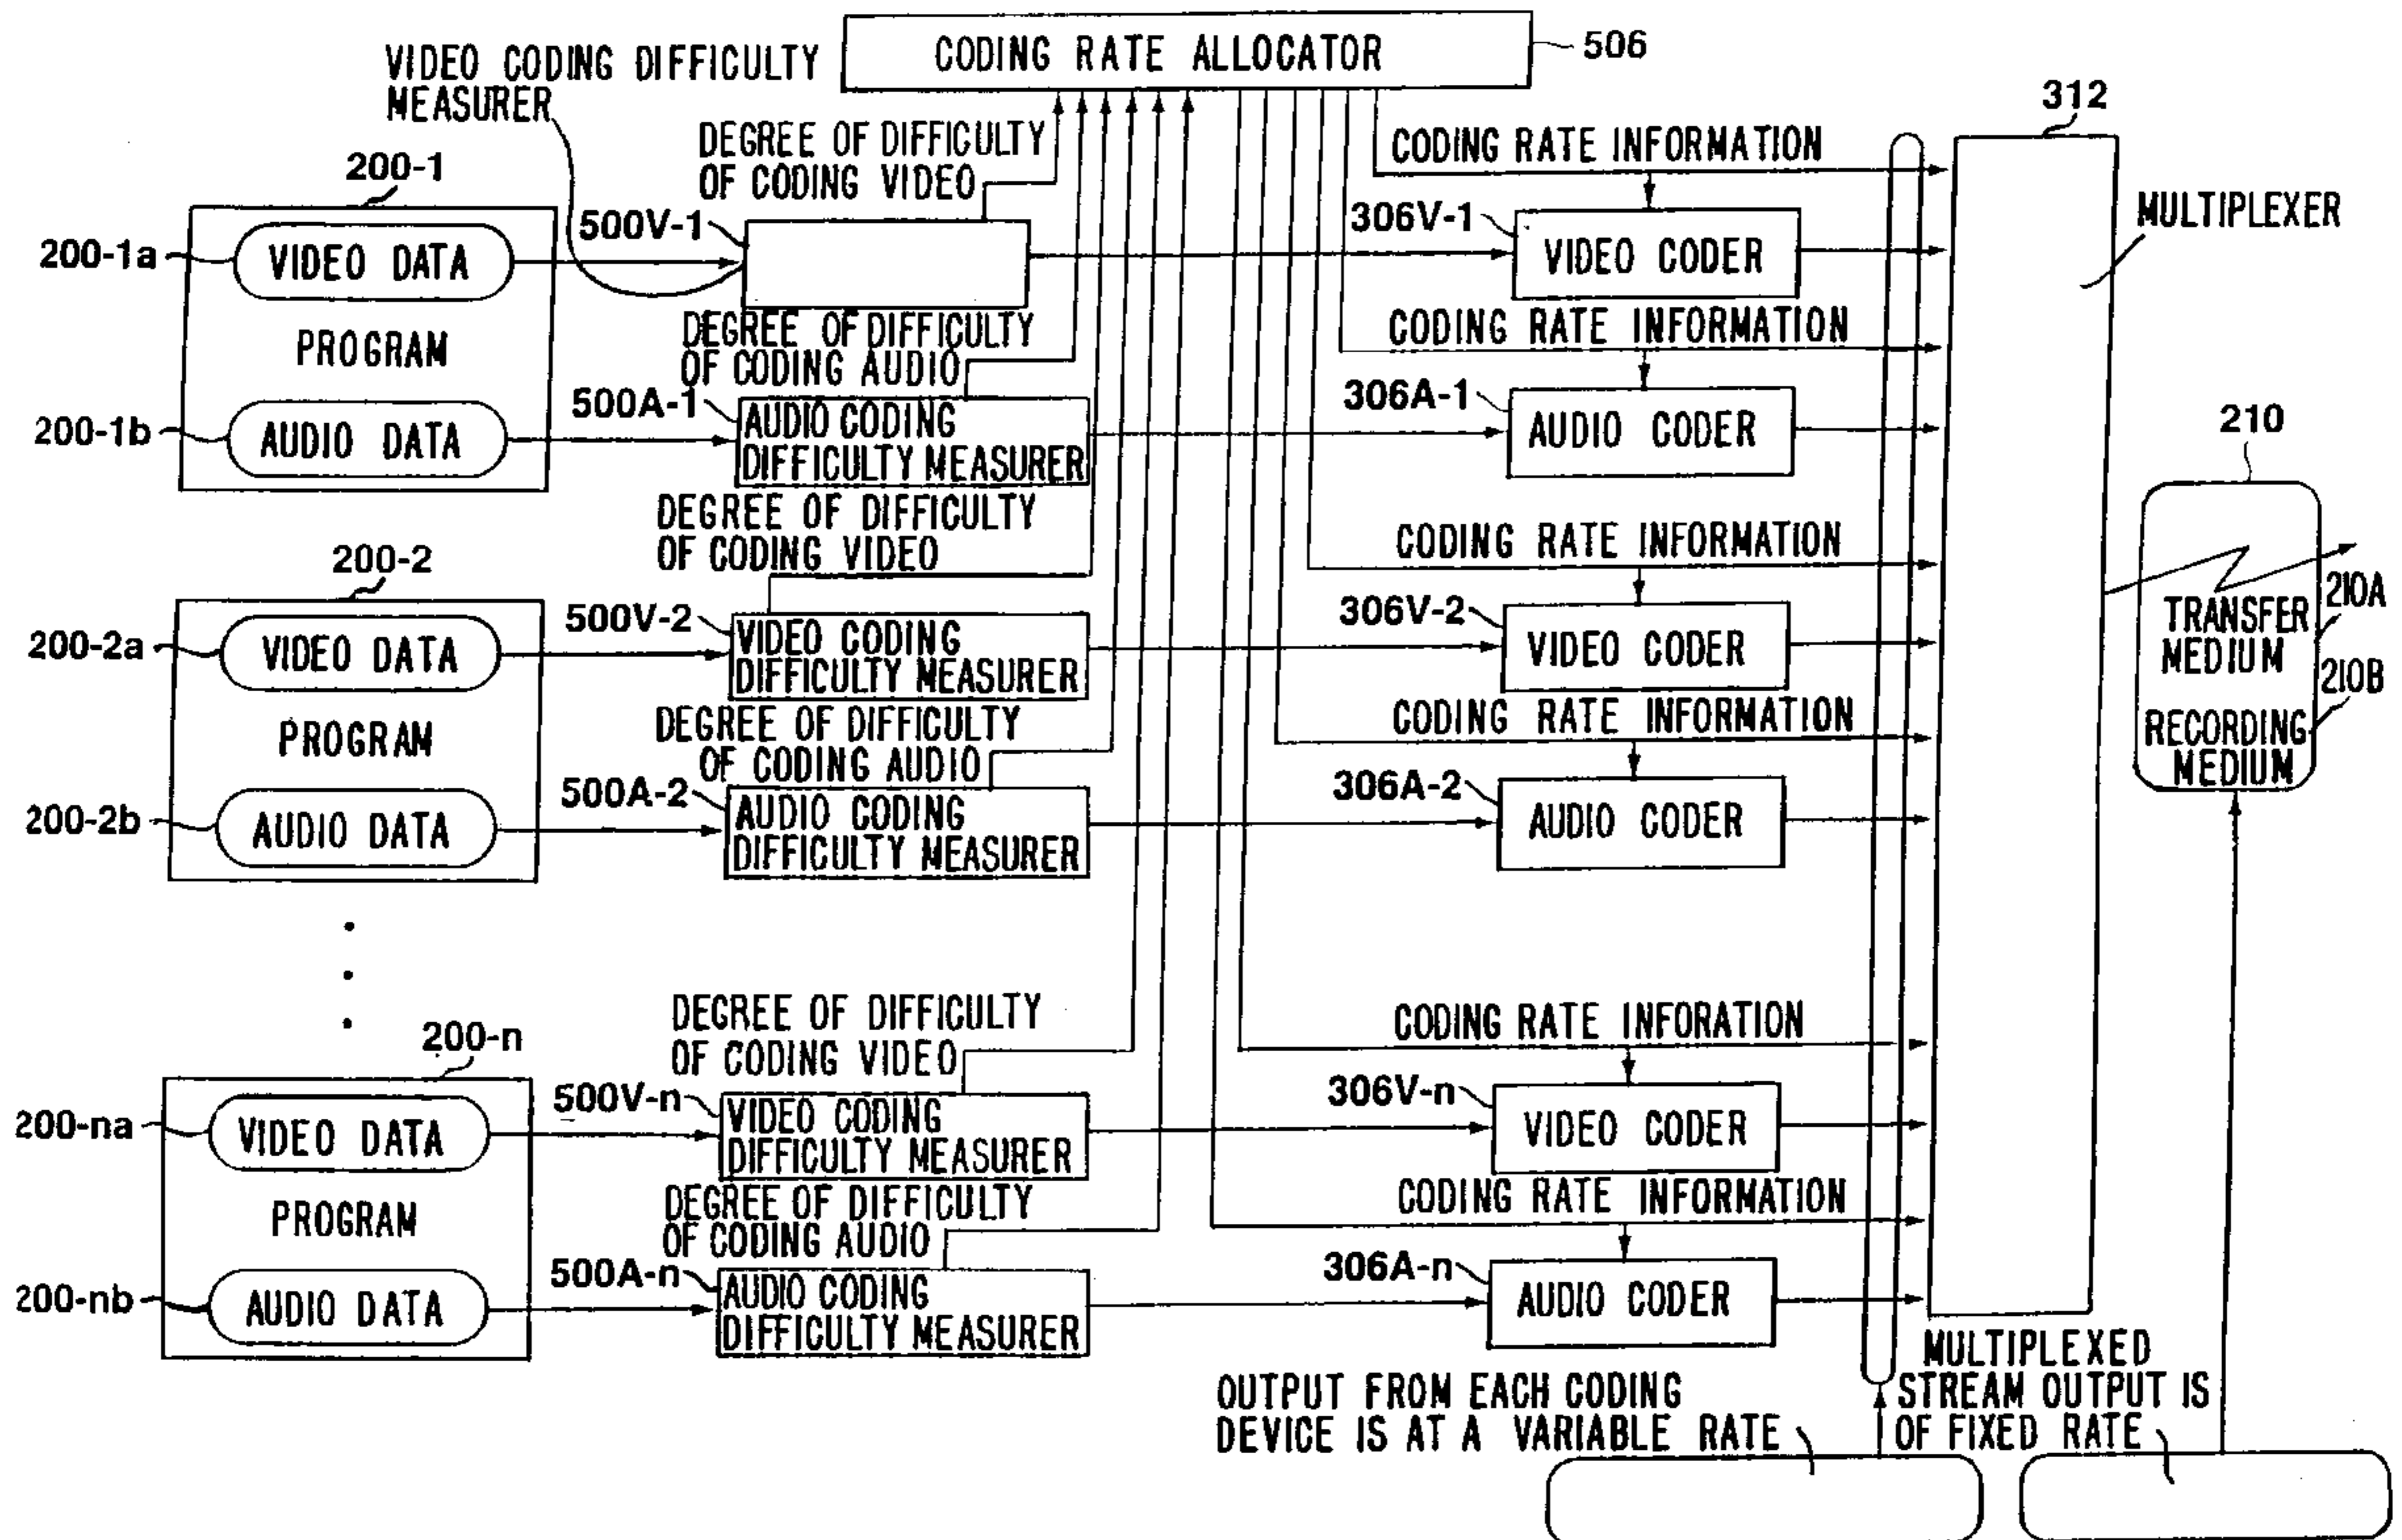 CODING RATE ALLOCATOR
506
VIDEO CODING DIFFICULTY
MEASURER
312
DEGREE OF DIFFICULTY
OF CODING VIDEO
CODING RATE INFORMATION
200-1
500V-1
306V-1
MULTIPLEXER
200-1a
VIDEO DATA
VIDEO CODER
PROGRAM
DEGREE OF DIFFICULTY
OF CODING AUDIO
CODING RATE INFORMATION
500A-1
306A-1
200-1b
AUDIO DATA
AUDIO CODING
DIFFICULTY MEASURER
AUDIO CODER
210
DEGREE OF DIFFICULTY
OF CODING VIDEO
CODING RATE INFORMATION
200-2
500V-2
306V-2
200-2a
VIDEO DATA
VIDEO CODING
DIFFICULTY MEASURER
VIDEO CODER
TRANSFER
MEDIUM
210A
210B
RECORDING
MEDIUM
PROGRAM
DEGREE OF DIFFICULTY
OF CODING AUDIO
CODING RATE INFORMATION
500A-2
306A-2
200-2b
AUDIO DATA
AUDIO CODING
DIFFICULTY MEASURER
AUDIO CODER
200-n
DEGREE OF DIFFICULTY
OF CODING VIDEO
CODING RATE INFORATION
500V-n
306V-n
200-na
VIDEO DATA
VIDEO CODING
DIFFICULTY MEASURER
VIDEO CODER
PROGRAM
DEGREE OF DIFFICULTY
OF CODING AUDIO
CODING RATE INFORMATION
500A-n
306A-n
200-nb
AUDIO DATA
AUDIO CODING
DIFFICULTY MEASURER
AUDIO CODER
OUTPUT FROM EACH CODING
DEVICE IS AT A VARIABLE RATE
MULTIPLEXED
STREAM OUTPUT IS
OF FIXED RATE